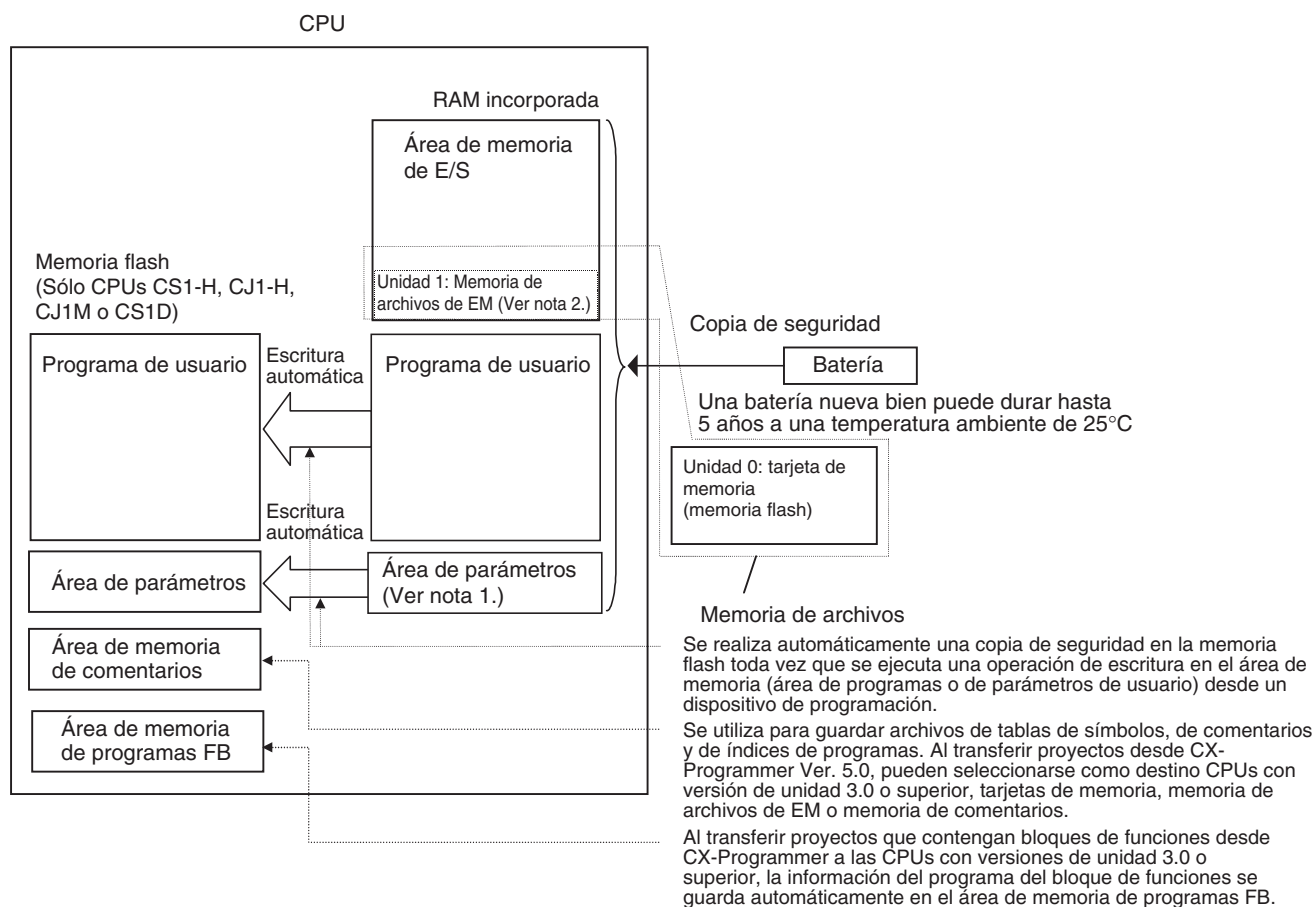 CPU
RAM incorporada
Área de memoria
de E/S
Unidad 1: Memoria de
archivos de EM (Ver nota 2.)
Memoria flash
(Sólo CPUs CS1-H, CJ1-H,
CJ1M o CS1D)
Programa de usuario
Escritura
automática
Programa de usuario
Copia de seguridad
Batería
Una batería nueva bien puede durar hasta
5 años a una temperatura ambiente de 25°C
Unidad 0: tarjeta de
memoria
(memoria flash)
Escritura
automática
Área de parámetros
Área de parámetros
(Ver nota 1.)
Memoria de archivos
Área de memoria
de comentarios
Área de memoria
de programas FB
Se realiza automáticamente una copia de seguridad en la memoria
flash toda vez que se ejecuta una operación de escritura en el área de
memoria (área de programas o de parámetros de usuario) desde un
dispositivo de programación.
Se utiliza para guardar archivos de tablas de símbolos, de comentarios
y de índices de programas. Al transferir proyectos desde CX-
Programmer Ver. 5.0, pueden seleccionarse como destino CPUs con
versión de unidad 3.0 o superior, tarjetas de memoria, memoria de
archivos de EM o memoria de comentarios.
Al transferir proyectos que contengan bloques de funciones desde
CX-Programmer a las CPUs con versiones de unidad 3.0 o
superior, la información del programa del bloque de funciones se
guarda automáticamente en el área de memoria de programas FB.